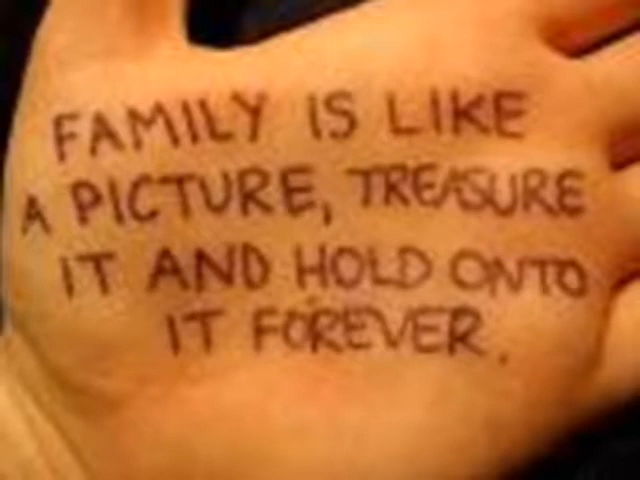 FAMILY IS LIKE
A PICTURE, TREASURE
IT AND HOLD ONTO
IT FOREVER.